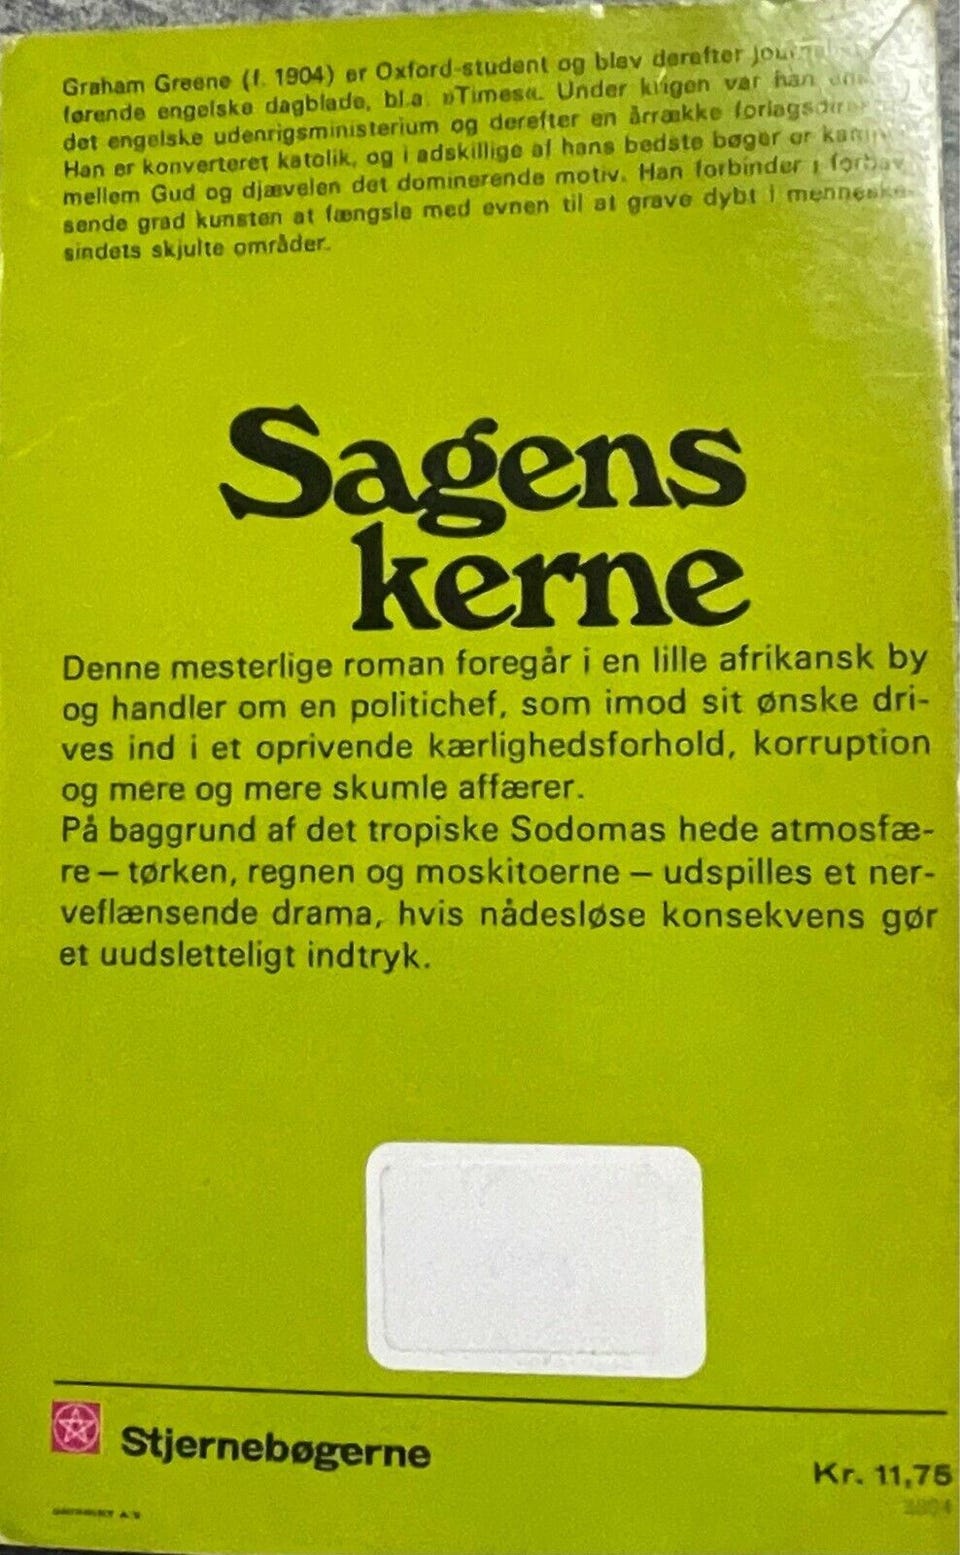 Graham Greene (f. 1904) er Oxford-student og blev derefter
førende engelske dagblade, bl.a. »Times«. Under krigen var han
det engelske udenrigsministerium og derefter en årrække
Han er konverteret katolik, og i adskillige af hans bedste bøger er
mellem Gud og djævelen det dominerende motiv. Han forbinder i forbav-
sende grad kunsten at fængsle med evnen til at grave dybt i menneske-
sindets skjulte områder.
Sagens
kerne
Denne mesterlige roman foregår i en lille afrikansk by
og handler om en politichef, som imod sit ønske dri-
ves ind i et oprivende kærlighedsforhold, korruption
og mere og mere skumle affærer.
På baggrund af det tropiske Sodomas hede atmosfæ-
re – tørken, regnen og moskitoerne – udspilles et ner-
veflænsende drama, hvis nådesløse konsekvens gør
et uudsletteligt indtryk.
Stjernebøgerne
Kr. 11,75